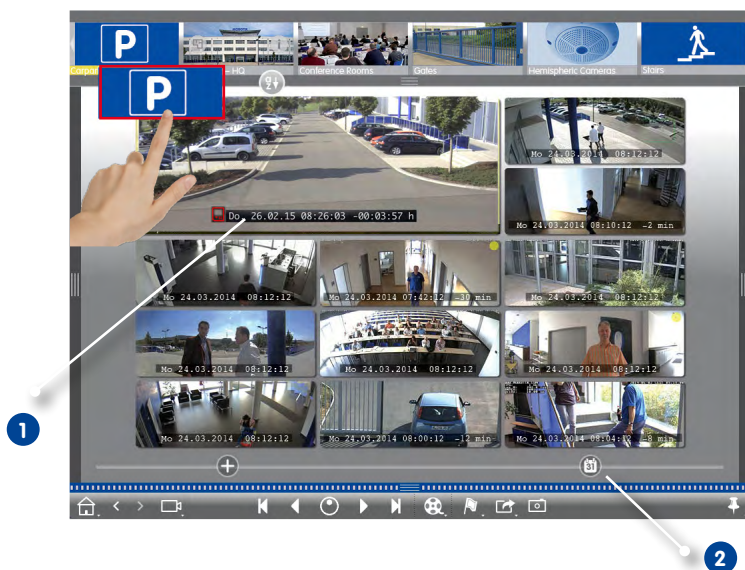 P
Carpor
- HQ
Conference Rooms
Gates
Hemispheric Cameras
Stairs
P
Mo 24.03.2014 08:12:12
Do, 26.02.15 08:26:03 -00:03:57 h
Mo 24.03.2014 08:10:12 -2 min
Mo 24.03.2014 08:12:12
Mo 24.03.2014 07:42:12 -30 min
Mo 24.03.2014 08:12:12
Mo 24.03.2014 08:12:12
Mo 24.03.2014 08:12:12
Mo 24.03.2014 08:12:12
Mo 24.03.2014 08:12:12
Mo 24.03.2014 08:00:12 -12 min
Mo 24.03.2014 08:04:12 -8 min
31
1
2